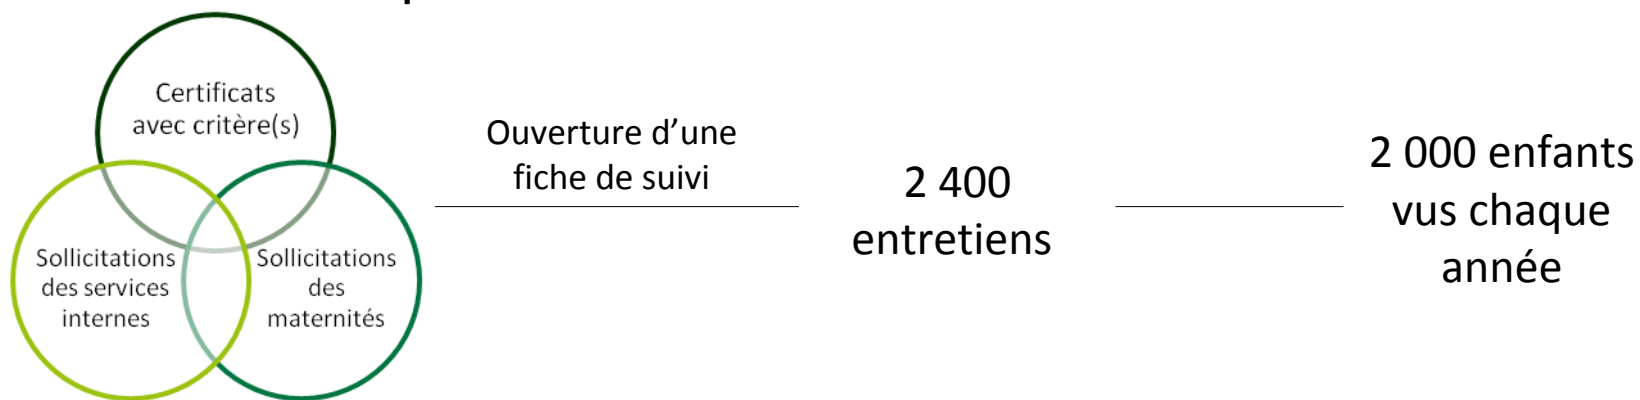 Certificats
avec critère(s)
Sollicitations
des services
internes
Sollicitations
des
maternités
Ouverture d’une
fiche de suivi
2 400
entretiens
2 000 enfants
vus chaque
année